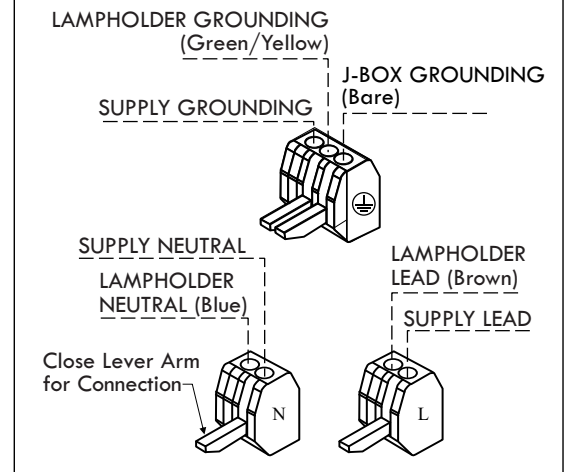 LAMPHOLDER GROUNDING
(Green/Yellow)
J-BOX GROUNDING
(Bare)
SUPPLY GROUNDING
SUPPLY NEUTRAL
LAMPHOLDER
NEUTRAL (Blue)
LAMPHOLDER
LEAD (Brown)
SUPPLY LEAD
Close Lever Arm
for Connection
N
L